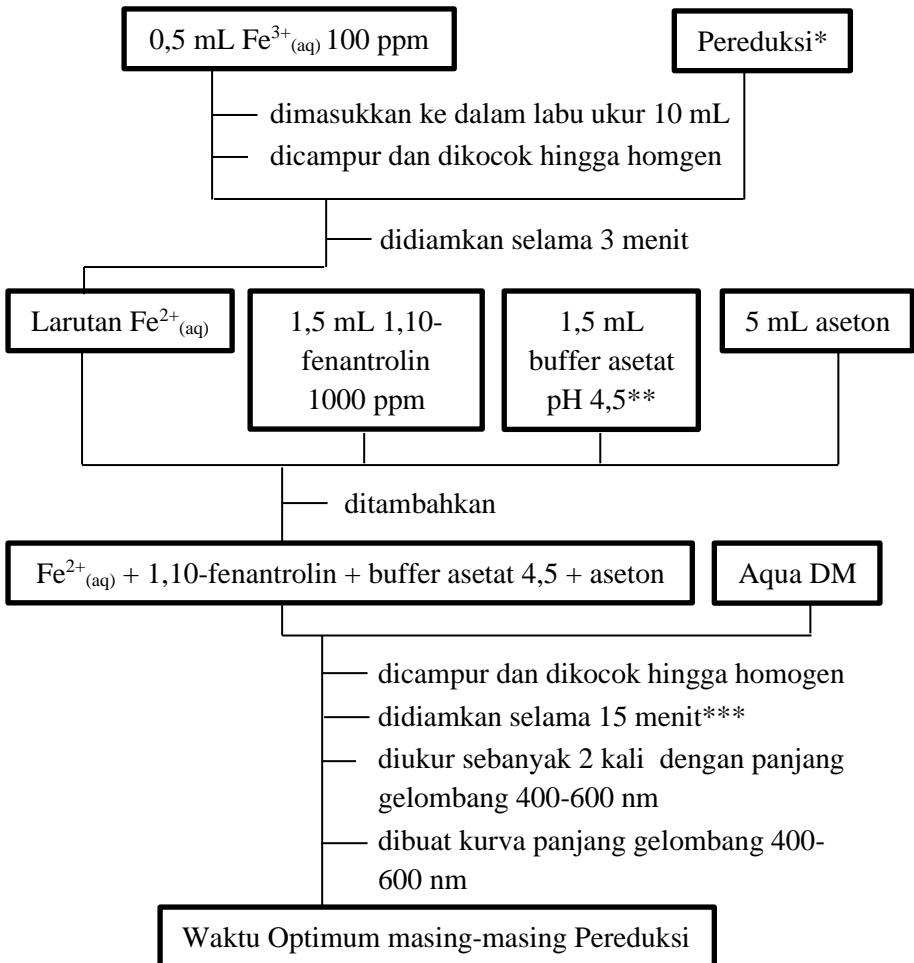 0,5 mL Fe³⁺(aq) 100 ppm
Pereduksi*
dimasukkan ke dalam labu ukur 10 mL
dicampur dan dikocok hingga homgen
didiamkan selama 3 menit
Larutan Fe²⁺(aq)
1,5 mL 1,10-
fenantrolin
1000 ppm
1,5 mL
buffer asetat
pH 4,5**
5 mL aseton
ditambahkan
Fe²⁺(aq) + 1,10-fenantrolin + buffer asetat 4,5 + aseton
Aqua DM
dicampur dan dikocok hingga homogen
didiamkan selama 15 menit***
diukur sebanyak 2 kali dengan panjang
gelombang 400-600 nm
dibuat kurva panjang gelombang 400-
600 nm
Waktu Optimum masing-masing Pereduksi